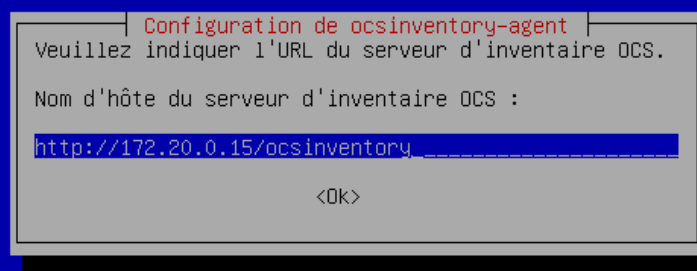 Configuration de ocsinventory-agent
Veuillez indiquer l'URL du serveur d'inventaire OCS.
Nom d'hôte du serveur d'inventaire OCS :
http://172.20.0.15/ocsinventory_____________________
<Ok>